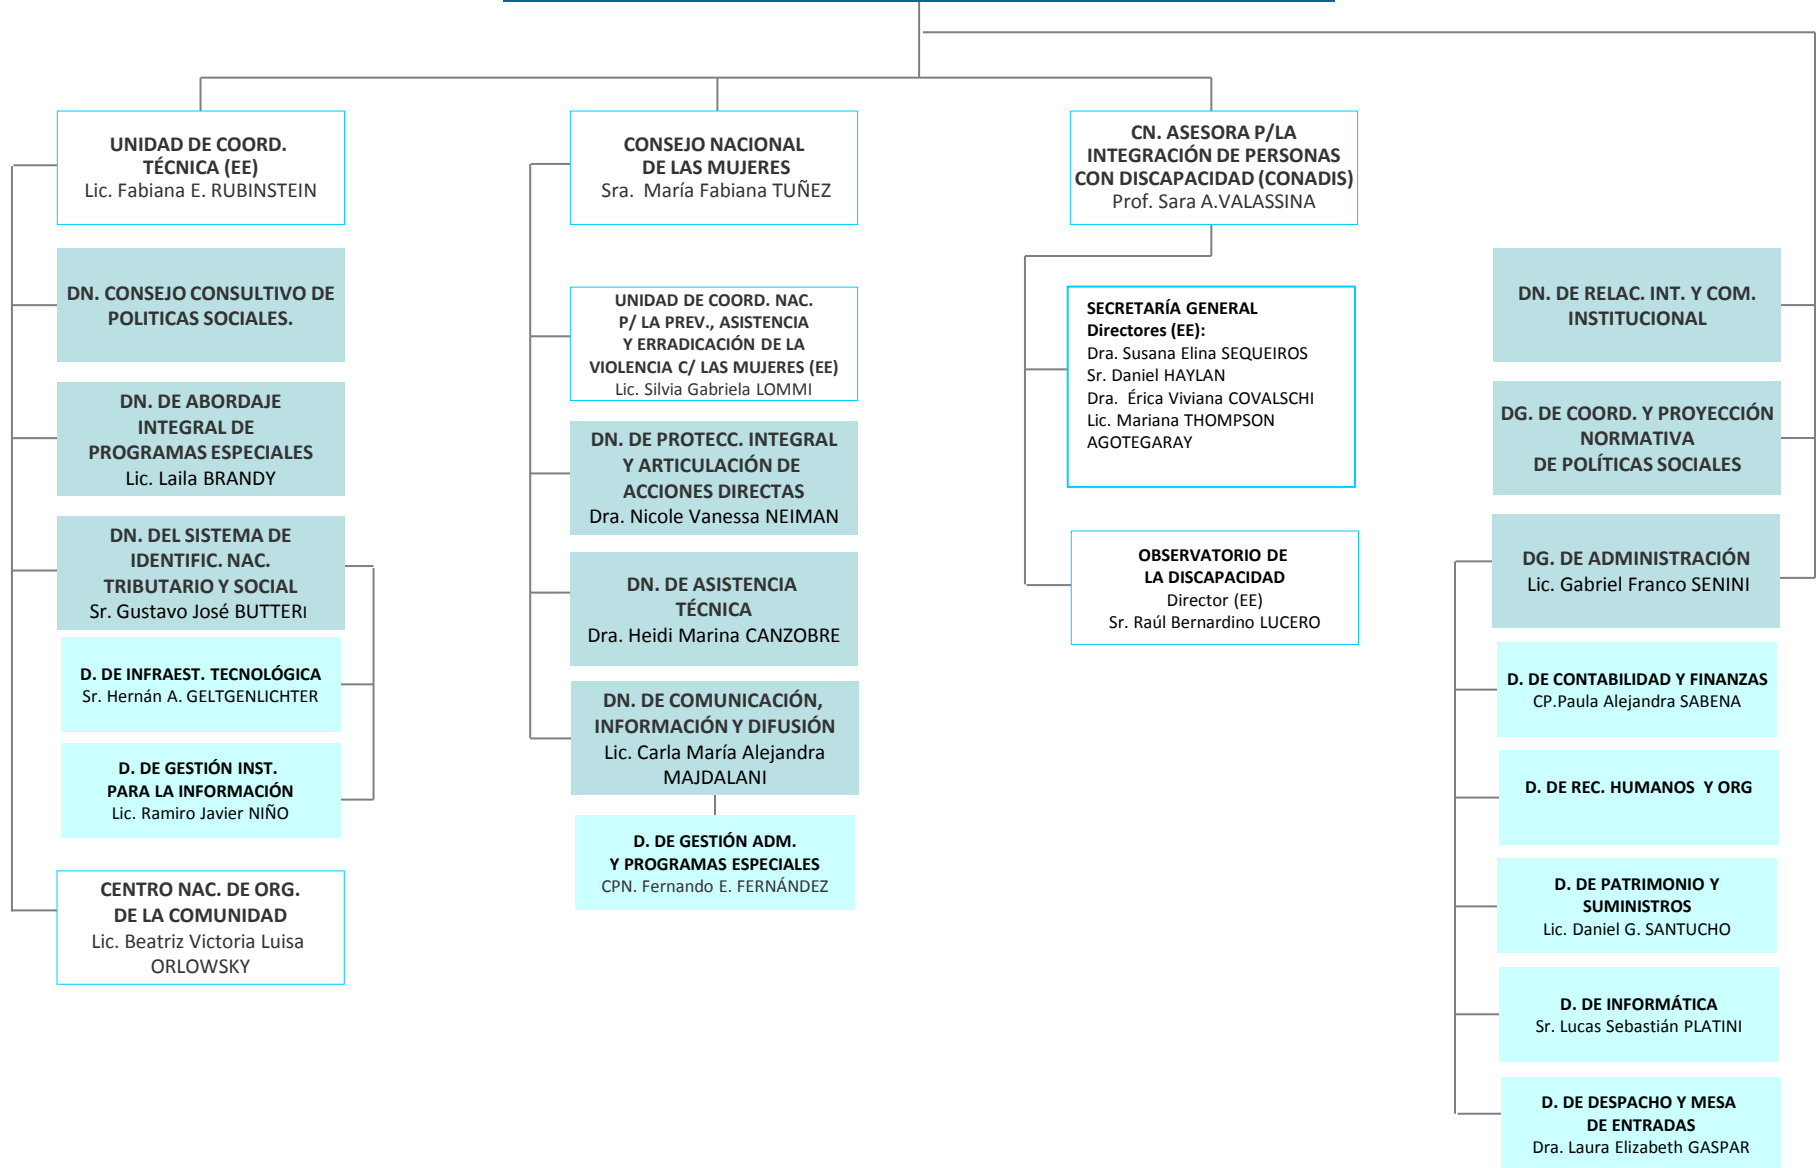 UNIDAD DE COORD.
TÉCNICA (EE)
Lic. Fabiana E. RUBINSTEIN
DN. CONSEJO CONSULTIVO DE
POLITICAS SOCIALES.
DN. DE ABORDAJE
INTEGRAL DE
PROGRAMAS ESPECIALES
Lic. Laila BRANDY
DN. DEL SISTEMA DE
IDENTIFIC. NAC.
TRIBUTARIO Y SOCIAL
Sr. Gustavo José BUTTERI
D. DE INFRAEST. TECNOLÓGICA
Sr. Hernán A. GELTGENLICHTER
D. DE GESTIÓN INST.
PARA LA INFORMACIÓN
Lic. Ramiro Javier NIÑO
CENTRO NAC. DE ORG.
DE LA COMUNIDAD
Lic. Beatriz Victoria Luisa
ORLOWSKY
CONSEJO NACIONAL
DE LAS MUJERES
Sra. María Fabiana TUÑEZ
UNIDAD DE COORD. NAC.
P/ LA PREV., ASISTENCIA
Y ERRADICACIÓN DE LA
VIOLENCIA C/ LAS MUJERES (EE)
Lic. Silvia Gabriela LOMMI
DN. DE PROTECC. INTEGRAL
Y ARTICULACIÓN DE
ACCIONES DIRECTAS
Dra. Nicole Vanessa NEIMAN
DN. DE ASISTENCIA
TÉCNICA
Dra. Heidi Marina CANZOBRE
DN. DE COMUNICACIÓN,
INFORMACIÓN Y DIFUSIÓN
Lic. Carla María Alejandra
MAJDALANI
D. DE GESTIÓN ADM.
Y PROGRAMAS ESPECIALES
CPN. Fernando E. FERNÁNDEZ
CN. ASESORA P/LA
INTEGRACIÓN DE PERSONAS
CON DISCAPACIDAD (CONADIS)
Prof. Sara A.VALASSINA
SECRETARÍA GENERAL
Directores (EE):
Dra. Susana Elina SEQUEIROS
Sr. Daniel HAYLAN
Dra. Érica Viviana COVALSCHI
Lic. Mariana THOMPSON
AGOTEGARAY
OBSERVATORIO DE
LA DISCAPACIDAD
Director (EE)
Sr. Raúl Bernardino LUCERO
DN. DE RELAC. INT. Y COM.
INSTITUCIONAL
DG. DE COORD. Y PROYECCIÓN
NORMATIVA
DE POLÍTICAS SOCIALES
DG. DE ADMINISTRACIÓN
Lic. Gabriel Franco SENINI
D. DE CONTABILIDAD Y FINANZAS
CP.Paula Alejandra SABENA
D. DE REC. HUMANOS Y ORG
D. DE PATRIMONIO Y
SUMINISTROS
Lic. Daniel G. SANTUCHO
D. DE INFORMÁTICA
Sr. Lucas Sebastián PLATINI
D. DE DESPACHO Y MESA
DE ENTRADAS
Dra. Laura Elizabeth GASPAR